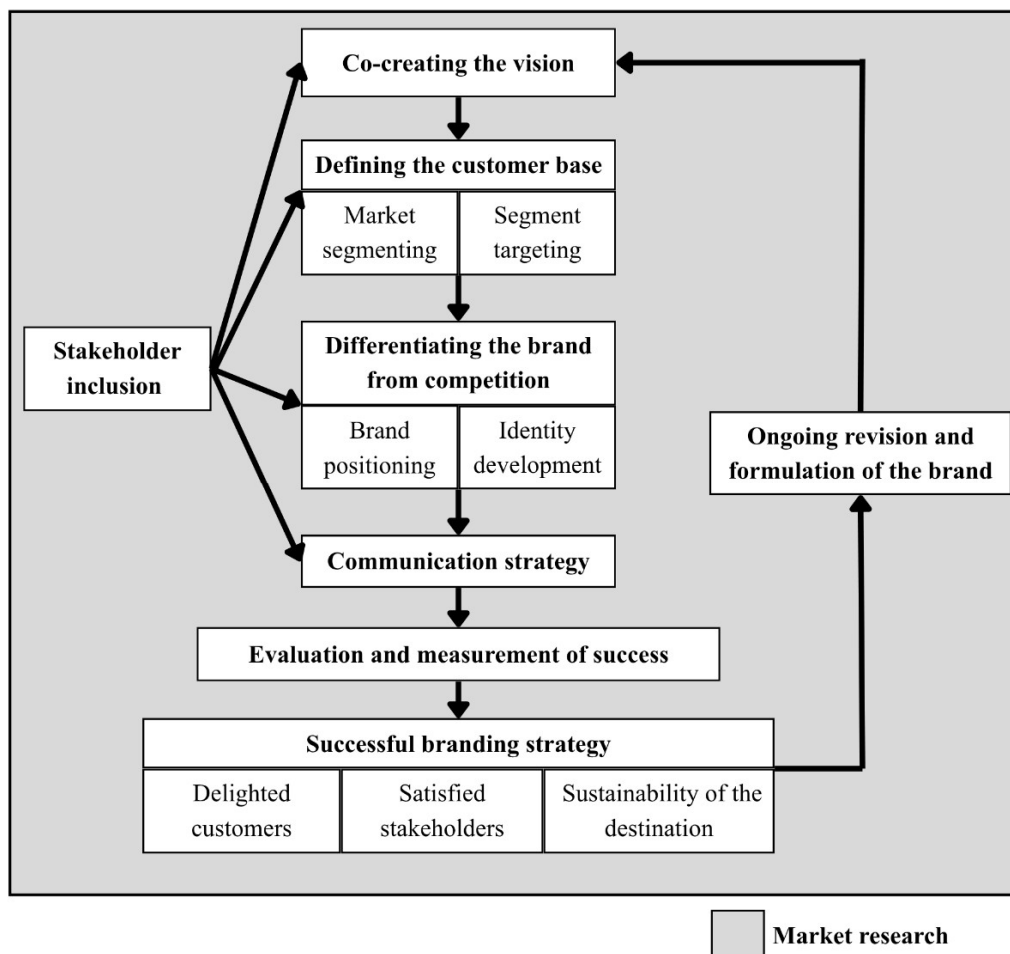 Co-creating the vision
Defining the customer base
Market
segmenting
Segment
targeting
Stakeholder
inclusion
Differentiating the brand
from competition
Brand
positioning
Identity
development
Ongoing revision and
formulation of the brand
Communication strategy
Evaluation and measurement of success
Successful branding strategy
Delighted
customers
Satisfied
stakeholders
Sustainability of the
destination
Market research